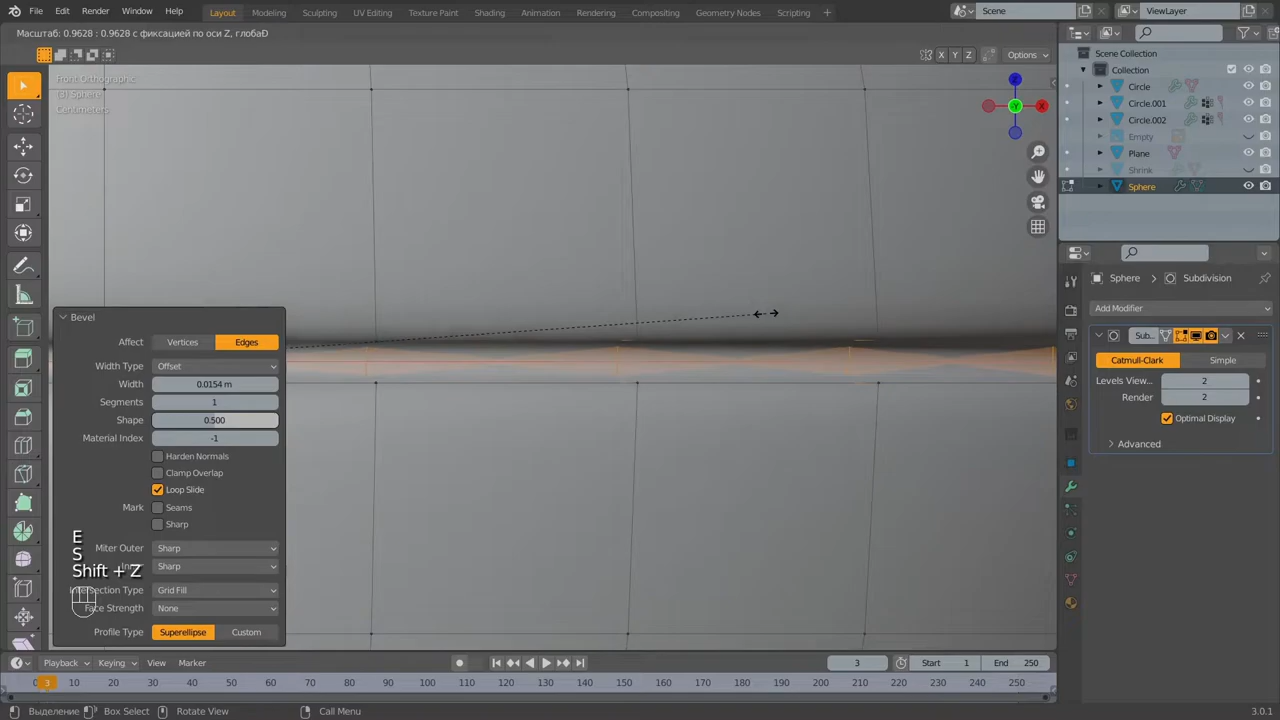 File Edit Render Window Help Layout Modeling Sculpting UV Editing Texture Paint Shading Animation Rendering Compositing Geometry Nodes Scripting + Scene ViewLayer
Масштаб: 0.9628 : 0.9628 с фиксацией по оси Z, глоба
X Y Z Options
Front Orthographic
(3) Sphere
Centimeters
Z
X
Y
Scene Collection
Collection
Circle
Circle.001
Circle.002
Empty
Plane
Shrink
Sphere
Sphere > Subdivision
Add Modifier
Sub...
Catmull-Clark Simple
Levels View... 2
Render 2
Optimal Display
Advanced
Bevel
Affect Vertices Edges
Width Type Offset
Width 0.0154 m
Segments 1
Shape 0.500
Material Index -1
Harden Normals
Clamp Overlap
Loop Slide
Mark Seams
Sharp
Miter Outer Sharp
Sharp
Intersection Type Grid Fill
Face Strength None
Profile Type Superellipse Custom
E
S
Shift + Z
Playback Keying View Marker 3 Start 1 End 250
0 3 10 20 30 40 50 60 70 80 90 100 110 120 130 140 150 160 170 180 190 200 210 220 230 240 250
Выделение Box Select Rotate View Call Menu 3.0.1